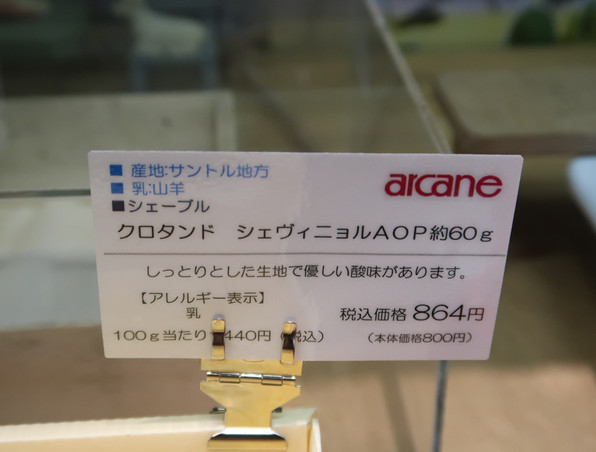 ■ 産地:サントル地方
arcane
■ 乳:山羊
■シェーブル
クロタンド シェヴィニョルAOP約60g
しっとりとした生地で優しい酸味があります。
【アレルギー表示】
乳
税込価格 864円
100g当たり 440円 税込)
(本体価格800円)